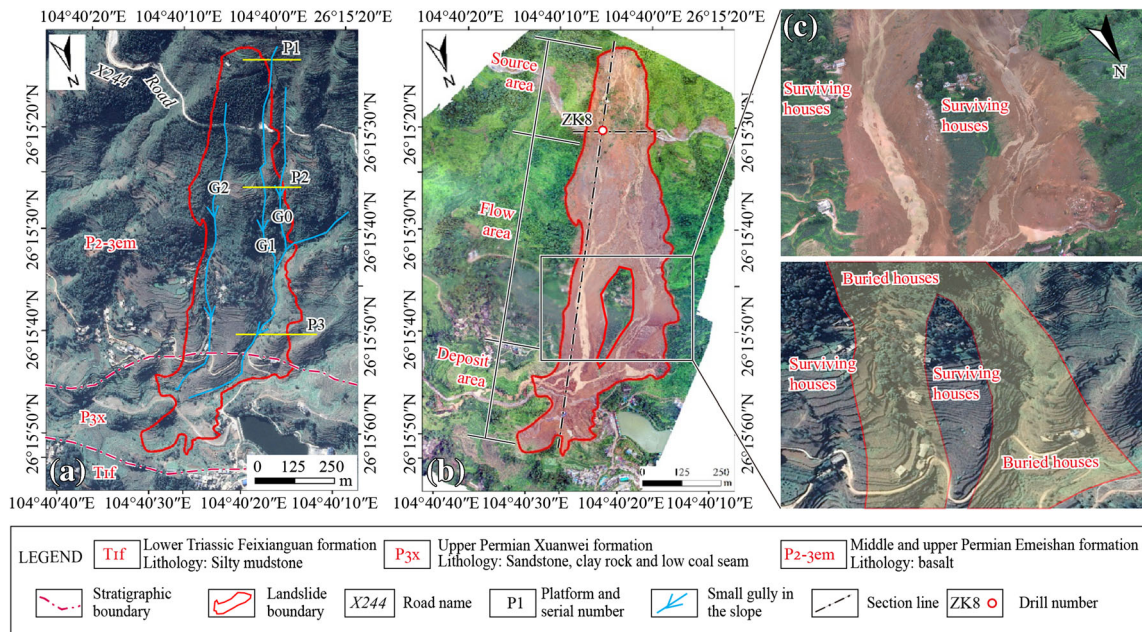 104°40′20″E
104°40′10″E
26°15′20″N
104°40′20″E
104°40′10″E
26°15′20″N
(c)
N
X244
Road
P1
N
Source
area
N
Surviving
houses
Surviving
houses
26°15′20″N
26°15′30″N
ZK8
26°15′20″N
26°15′30″N
P2
G2
G0
G1
Flow
area
26°15′30″N
26°15′40″N
26°15′30″N
26°15′40″N
P2-3em
Buried houses
Surviving
houses
Surviving
houses
Buried houses
26°15′40″N
26°15′50″N
P3
26°15′40″N
26°15′50″N
Deposit
area
P3x
T1f
26°15′50″N
26°15′60″N
26°15′50″N
26°15′60″N
(a)
0 125 250
m
(b)
0 125 250
m
104°40′40″E
104°40′30″E
104°40′20″E
104°40′10″E
104°40′40″E
104°40′30″E
104°40′20″E
104°40′10″E
LEGEND
T1f
Lower Triassic Feixianguan formation
Lithology: Silty mudstone
P3x
Upper Permian Xuanwei formation
Lithology: Sandstone, clay rock and low coal seam
P2-3em
Middle and upper Permian Emeishan formation
Lithology: basalt
Stratigraphic
boundary
Landslide
boundary
X244
Road name
P1
Platform and
serial number
Small gully in
the slope
Section line
ZK8
Drill number